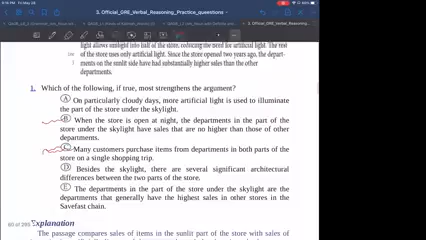 3. Official_GRE_Verbal_Reasoning_Practice_queestions
light allows sunlight into half of the store, reducing the need for artificial light. The rest
of the store uses only artificial light. Since the store opened two years ago, the depart-
ments on the sunlit side have had substantially higher sales than the other
departments.
1. Which of the following, if true, most strengthens the argument?
A On particularly cloudy days, more artificial light is used to illuminate
the part of the store under the skylight.
B When the store is open at night, the departments in the part of the
store under the skylight have sales that are no higher than those of other
departments.
C Many customers purchase items from departments in both parts of the
store on a single shopping trip.
D Besides the skylight, there are several significant architectural
differences between the two parts of the store.
E The departments in the part of the store under the skylight are the
departments that generally have the highest sales in other stores in the
Savefast chain.
Explanation
The passage compares sales of items in the sunlit part of the store with sales of